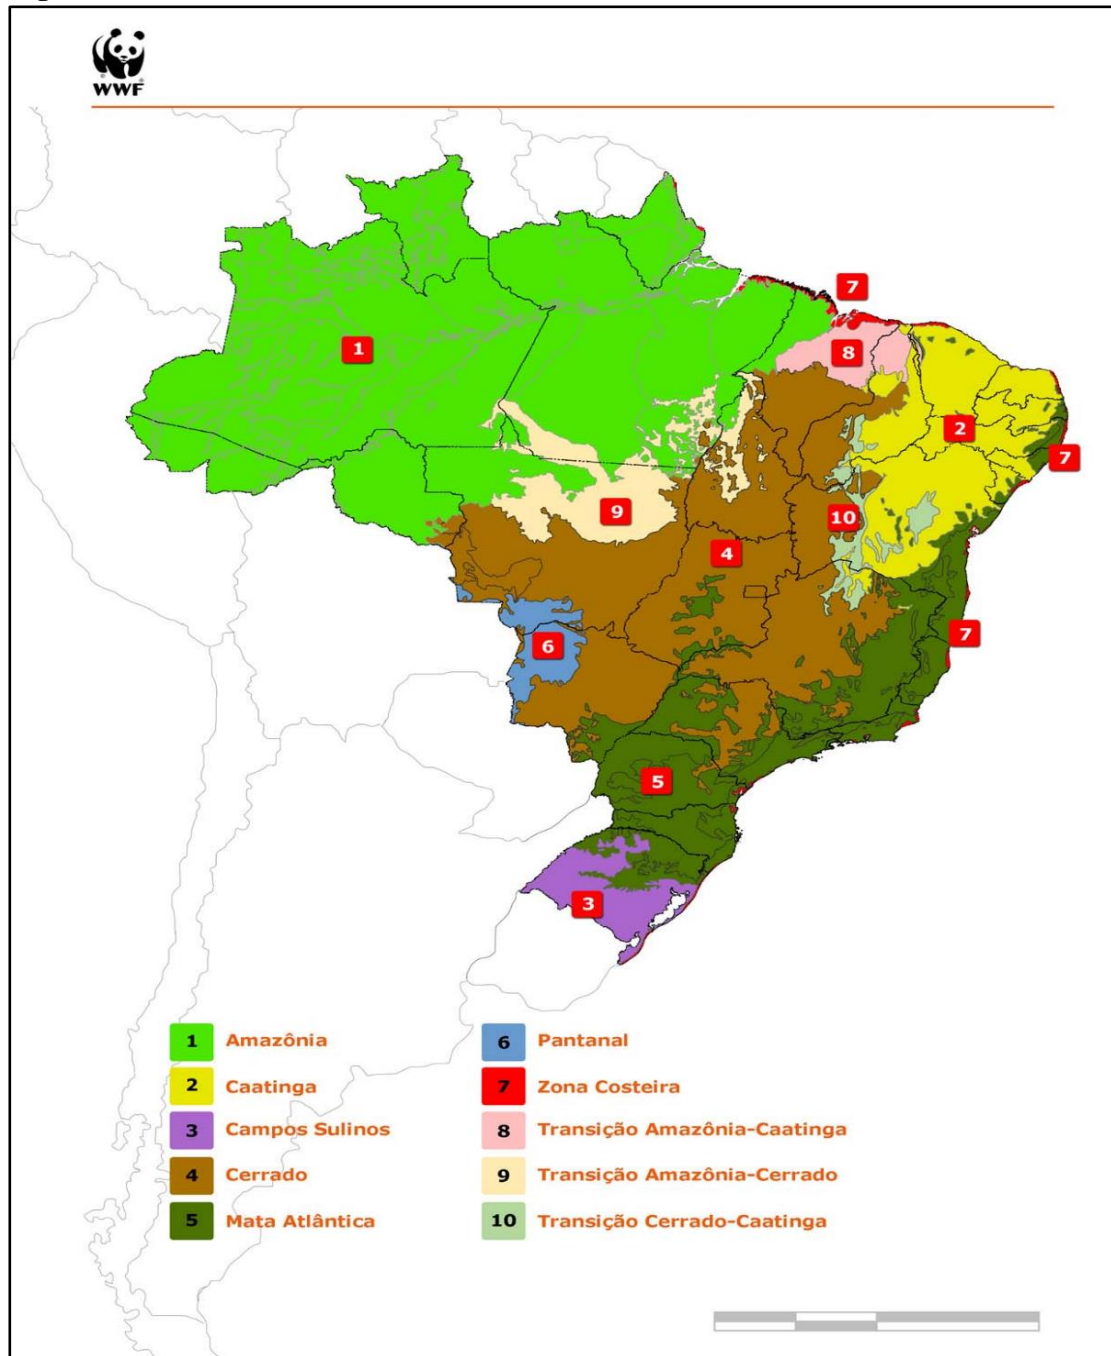 WWF
7
1
8
2
7
10
9
4
7
6
5
3
1 Amazônia
2 Caatinga
3 Campos Sulinos
4 Cerrado
5 Mata Atlântica
6 Pantanal
7 Zona Costeira
8 Transição Amazônia-Caatinga
9 Transição Amazônia-Cerrado
10 Transição Cerrado-Caatinga